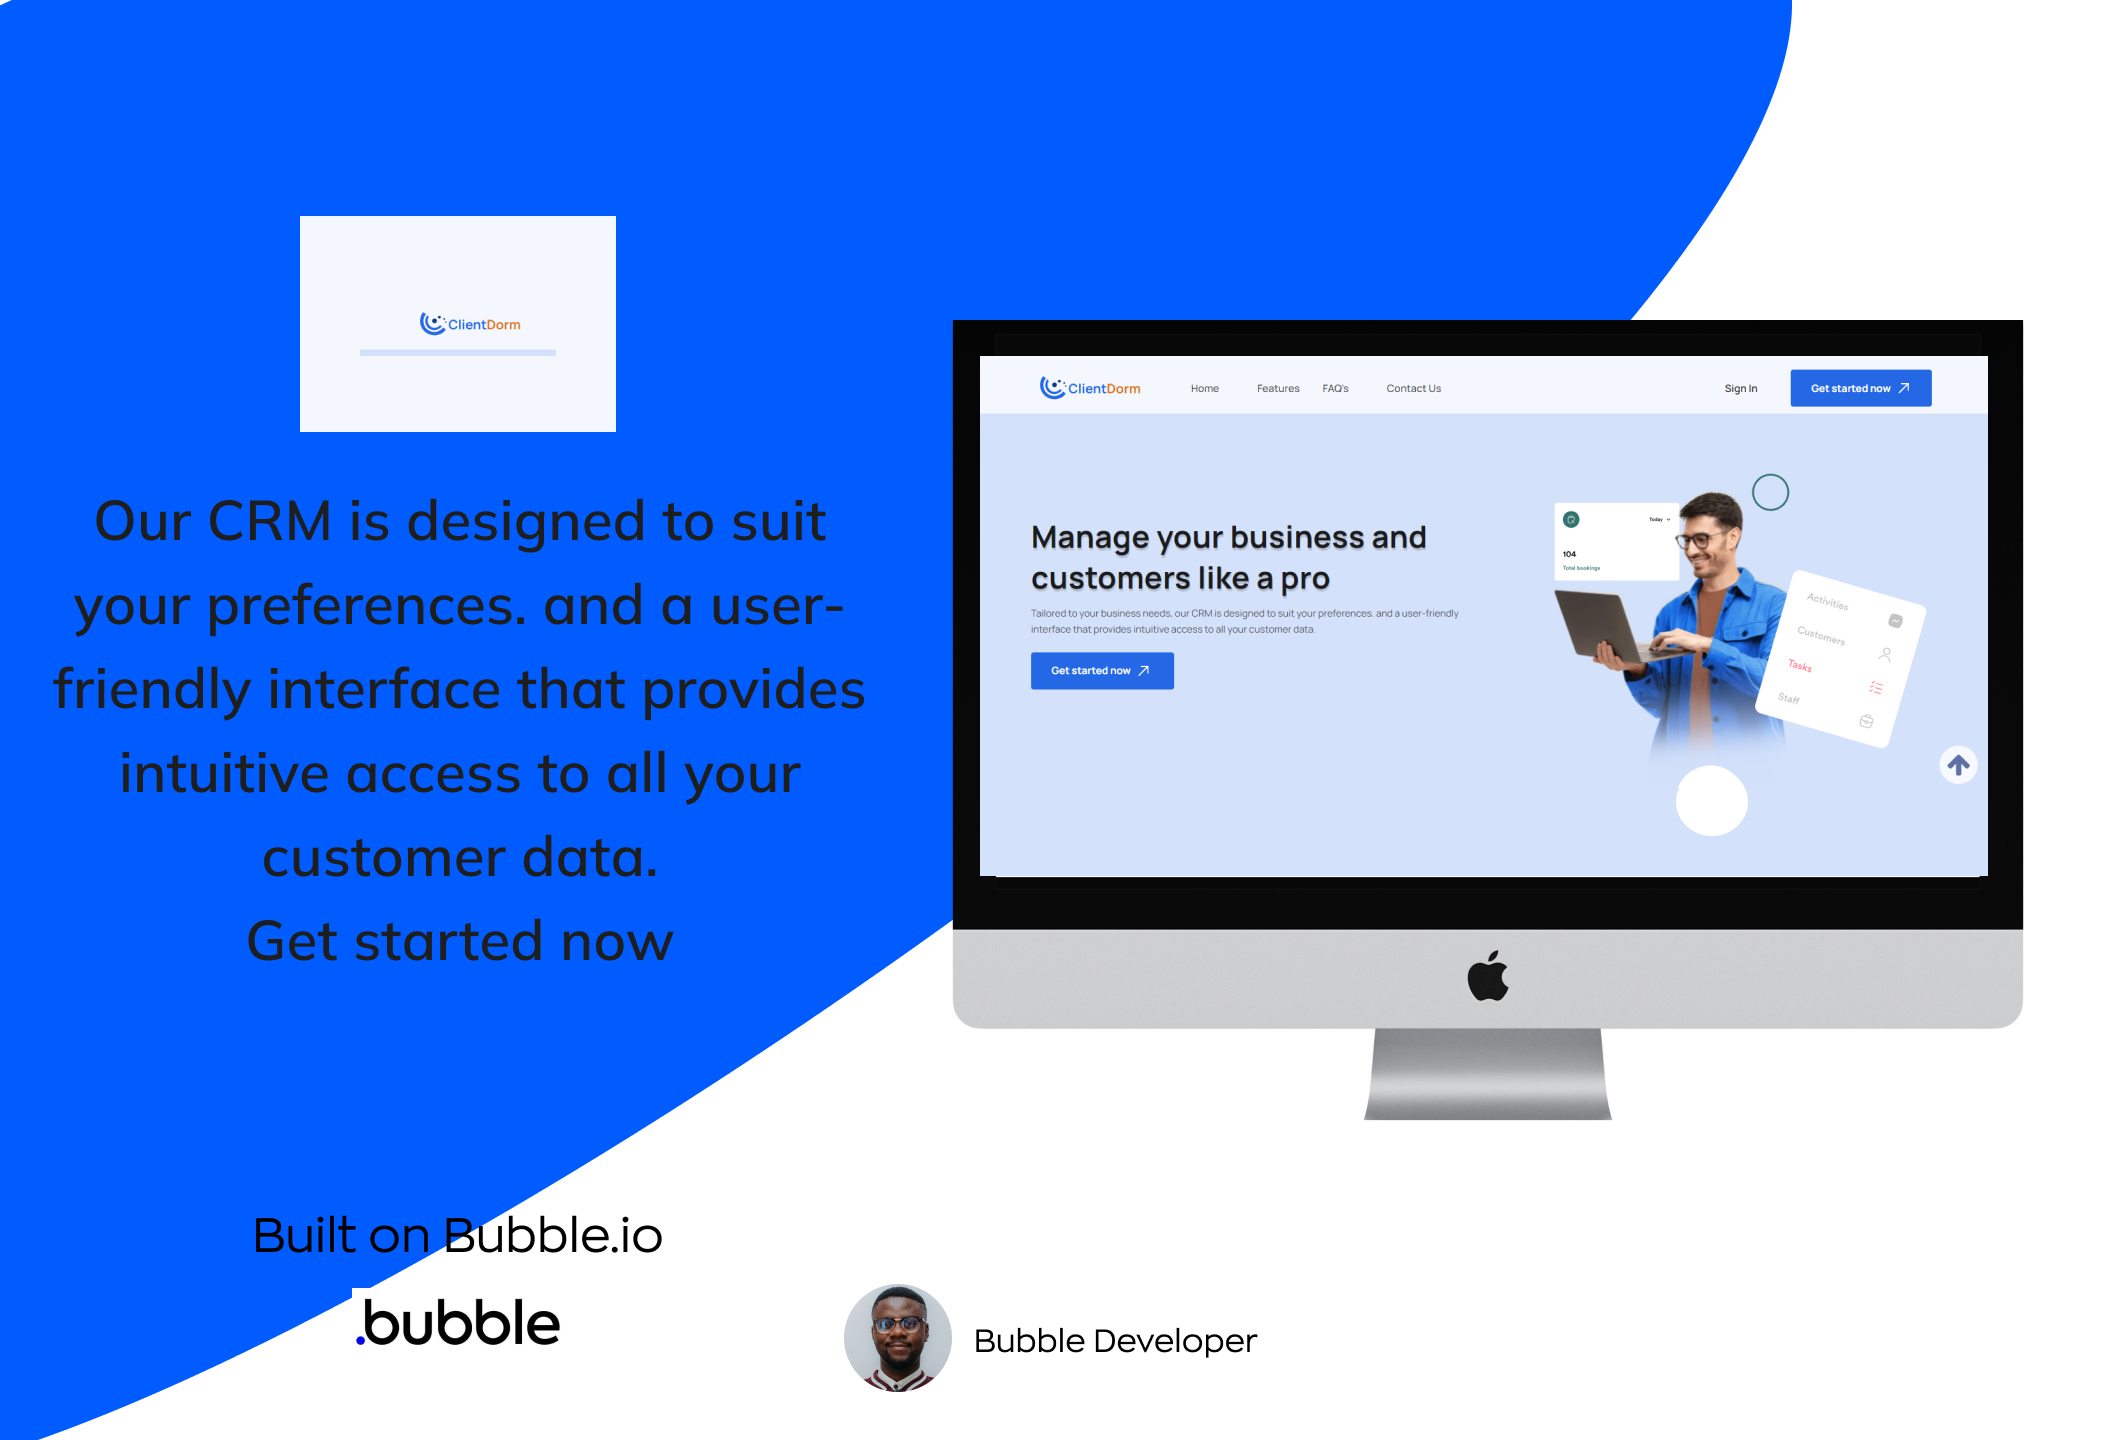 ClientDorm
Our CRM is designed to suit
your preferences. and a user-
friendly interface that provides
intuitive access to all your
customer data.
Get started now
ClientDorm
Home
Features
FAQ's
Contact Us
Sign In
Get started now
Manage your business and
customers like a pro
Tailored to your business needs, our CRM is designed to suit your preferences. and a user-friendly
interface that provides intuitive access to all your customer data.
Get started now
Today
104
Total bookings
Activities
Customers
Tasks
Staff
Built on Bubble.io
.bubble
Bubble Developer